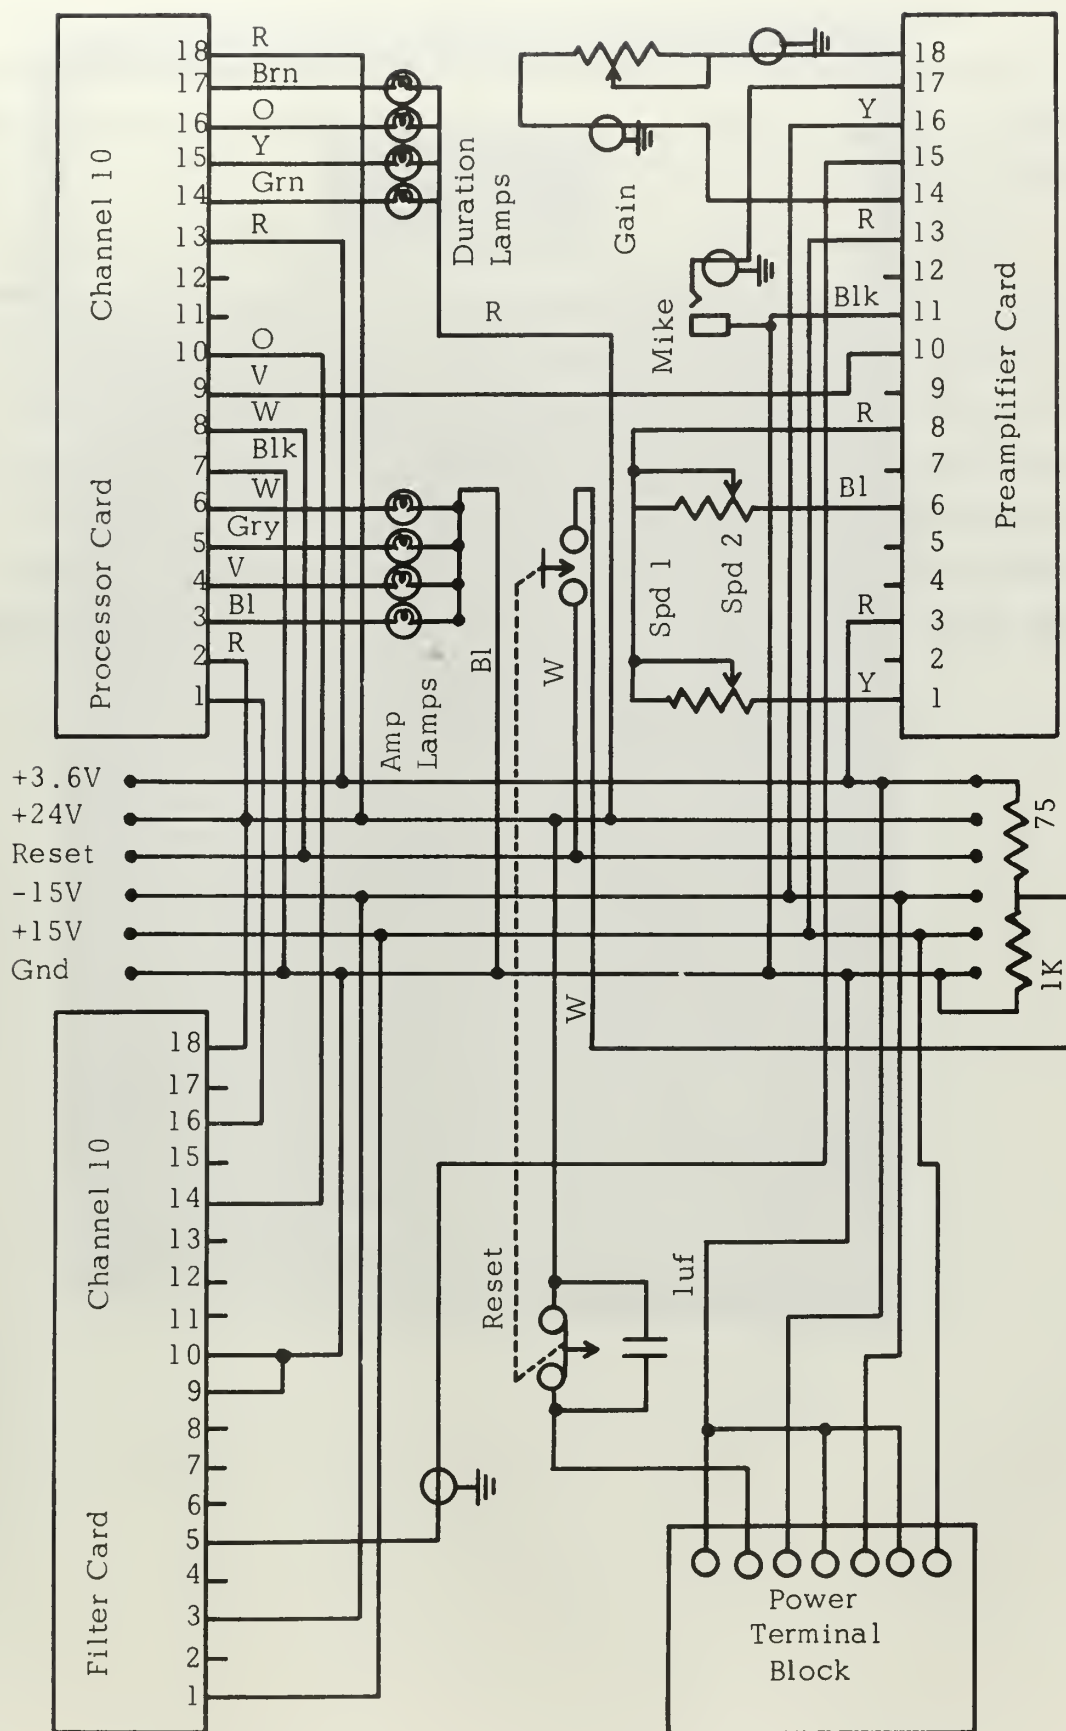 Channel 10
Processor Card
18
17
16
15
14
13
12
11
10
9
8
7
6
5
4
3
2
1
R
Brn
O
Y
Grn
R
O
V
W
Blk
W
Gry
V
Bl
R
Duration
Lamps
R
Amp
Lamps
Bl
W
Gain
Mike
Spd 1
Spd 2
Y
R
Blk
R
Bl
R
Y
18
17
16
15
14
13
12
11
10
9
8
7
6
5
4
3
2
1
Preamplifier Card
+3.6V
+24V
Reset
-15V
+15V
Gnd
75
1K
W
Channel 10
Filter Card
18
17
16
15
14
13
12
11
10
9
8
7
6
5
4
3
2
1
Reset
1uf
Power
Terminal
Block